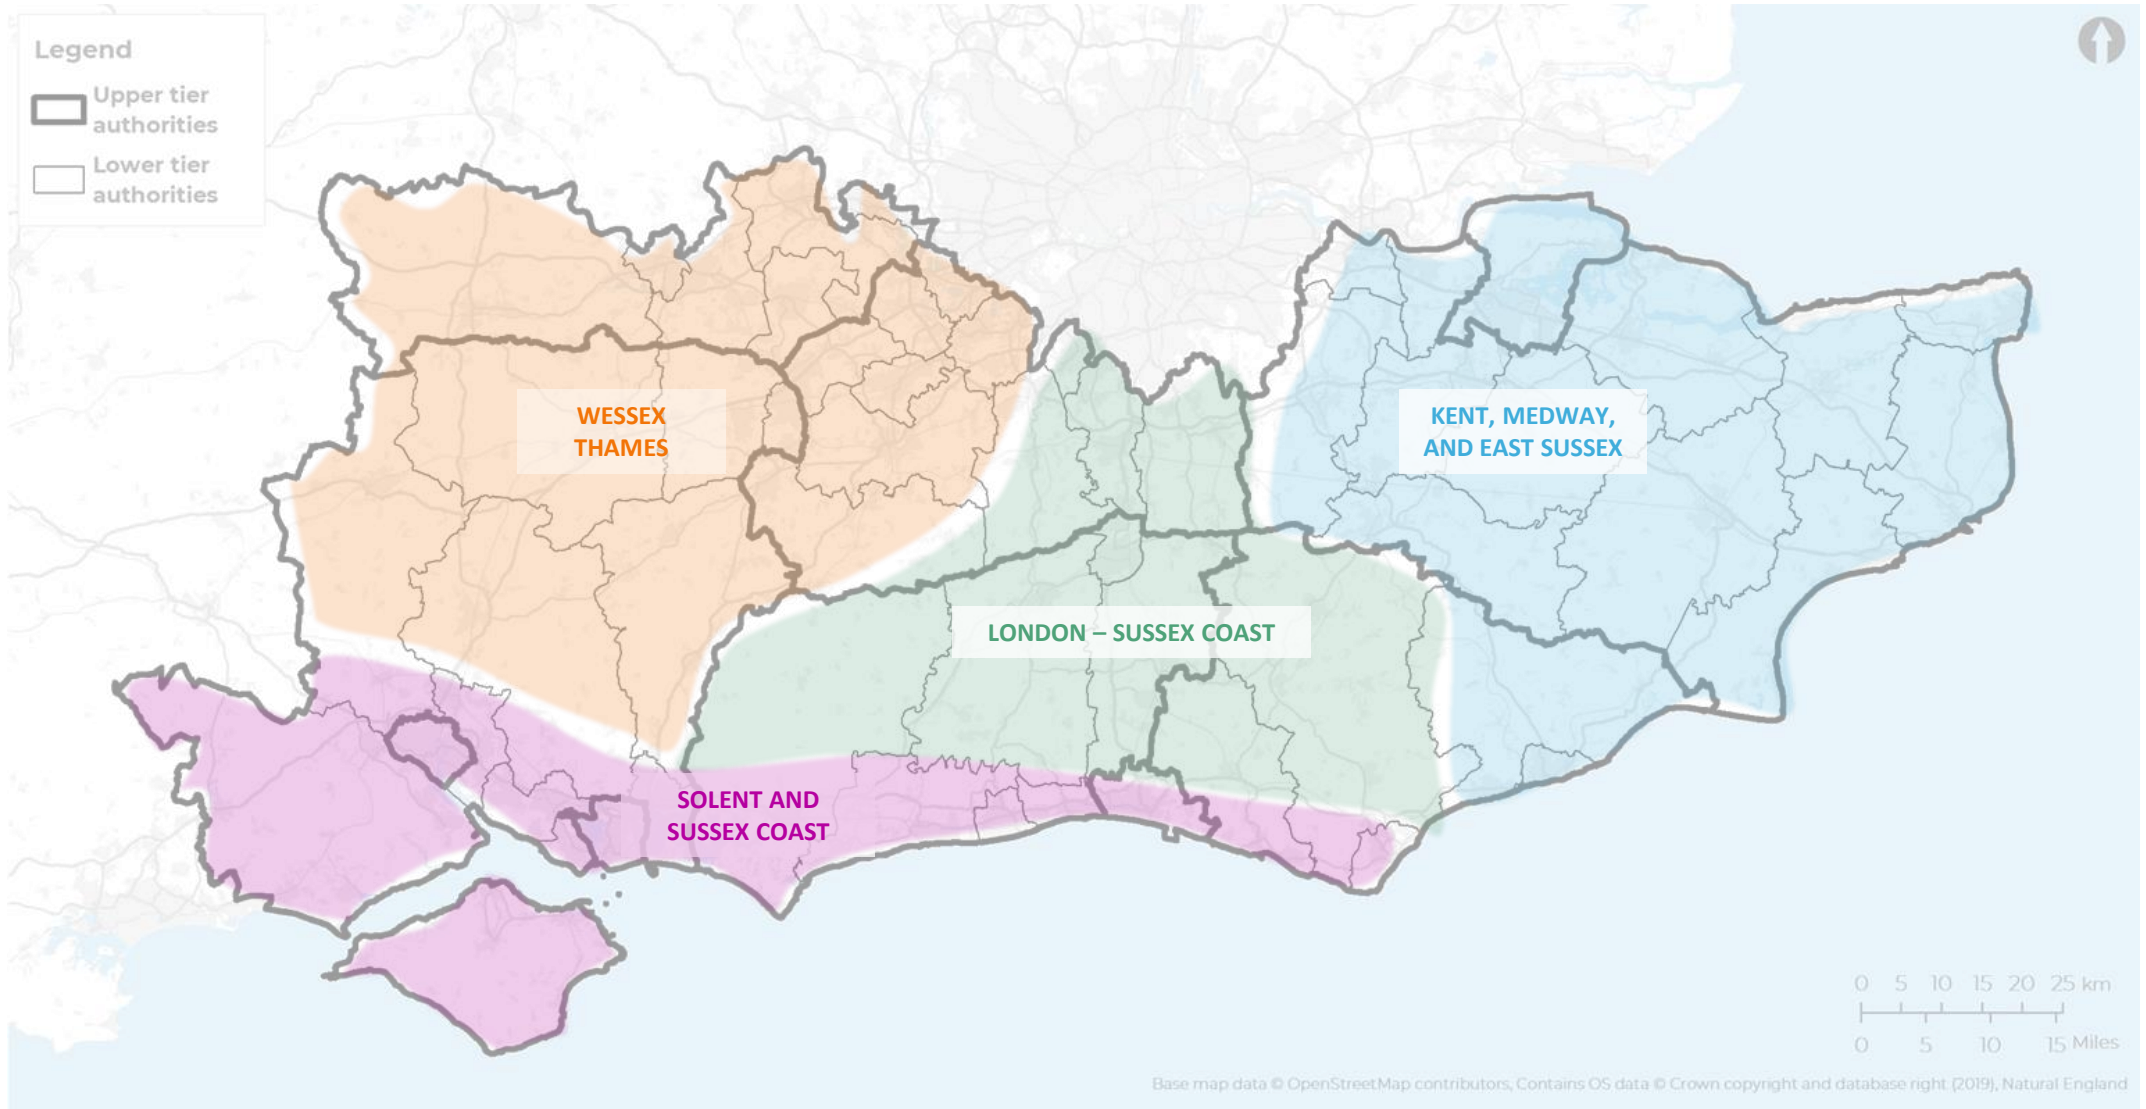 Legend
Upper tier
authorities
Lower tier
authorities
WESSEX
THAMES
KENT, MEDWAY,
AND EAST SUSSEX
LONDON – SUSSEX COAST
SOLENT AND
SUSSEX COAST
0 5 10 15 20 25 km
0 5 10 15 Miles
Base map data © OpenStreetMap contributors, Contains OS data © Crown copyright and database right (2019), Natural England